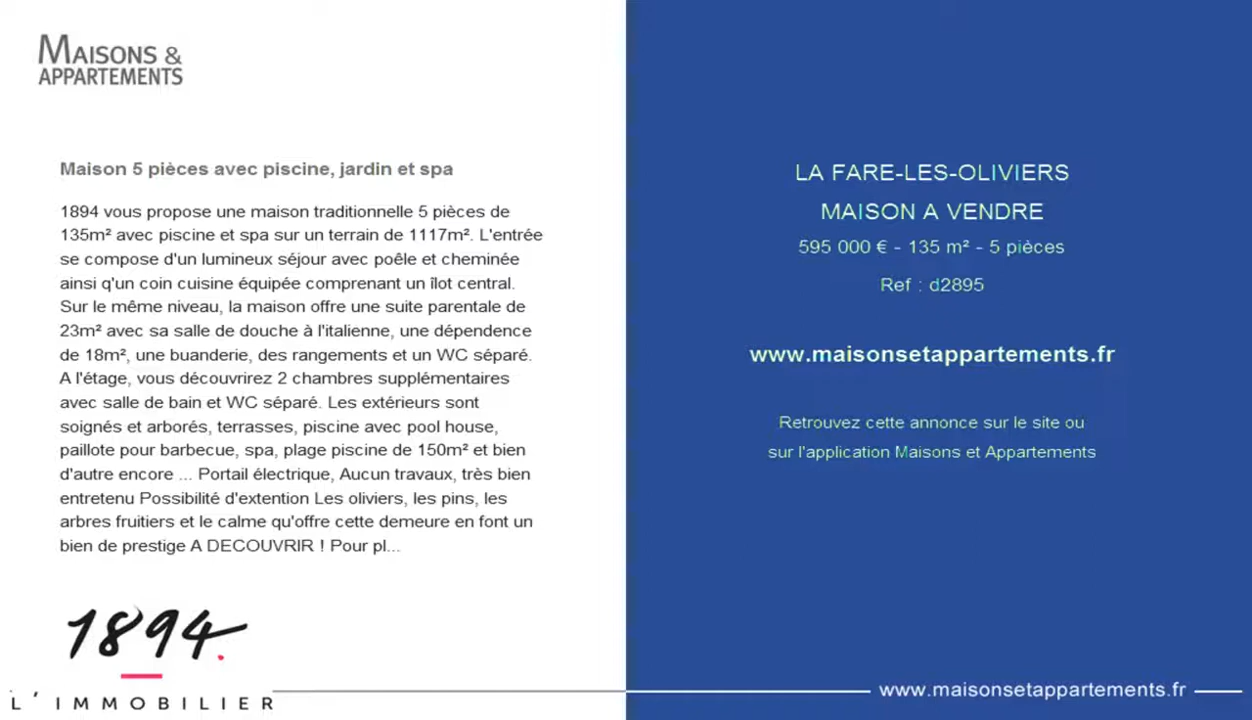 MAISONS &
APPARTEMENTS
Maison 5 pièces avec piscine, jardin et spa
1894 vous propose une maison traditionnelle 5 pièces de
135m² avec piscine et spa sur un terrain de 1117m². L'entrée
se compose d'un lumineux séjour avec poêle et cheminée
ainsi q'un coin cuisine équipée comprenant un îlot central.
Sur le même niveau, la maison offre une suite parentale de
23m² avec sa salle de douche à l'italienne, une dépendence
de 18m², une buanderie, des rangements et un WC séparé.
A l'étage, vous découvrirez 2 chambres supplémentaires
avec salle de bain et WC séparé. Les extérieurs sont
soignés et arborés, terrasses, piscine avec pool house,
paillote pour barbecue, spa, plage piscine de 150m² et bien
d'autre encore ... Portail électrique, Aucun travaux, très bien
entretenu Possibilité d'extention Les oliviers, les pins, les
arbres fruitiers et le calme qu'offre cette demeure en font un
bien de prestige A DECOUVRIR ! Pour pl...
1894.
L'IMMOBILIER
LA FARE-LES-OLIVIERS
MAISON A VENDRE
595 000 € - 135 m² - 5 pièces
Ref : d2895
www.maisonsetappartements.fr
Retrouvez cette annonce sur le site ou
sur l'application Maisons et Appartements
www.maisonsetappartements.fr